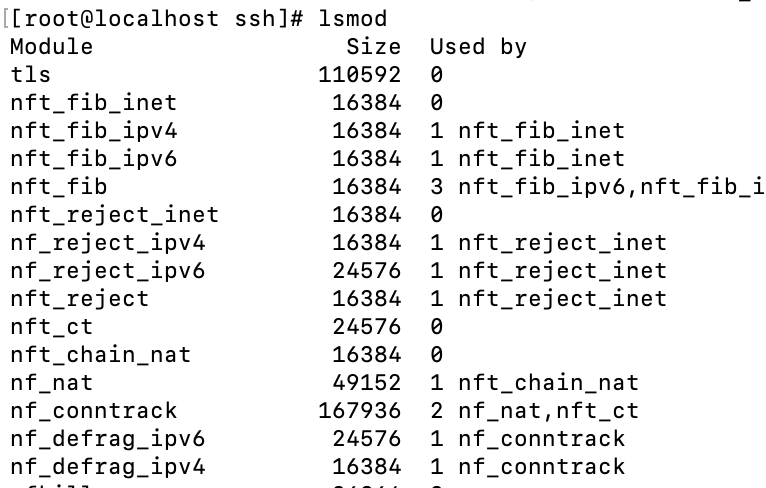 [[root@localhost ssh]# lsmod
Module                  Size  Used by
tls                   110592  0
nft_fib_inet           16384  0
nft_fib_ipv4           16384  1 nft_fib_inet
nft_fib_ipv6           16384  1 nft_fib_inet
nft_fib                16384  3 nft_fib_ipv6,nft_fib_i
nft_reject_inet        16384  0
nf_reject_ipv4         16384  1 nft_reject_inet
nf_reject_ipv6         24576  1 nft_reject_inet
nft_reject             16384  1 nft_reject_inet
nft_ct                 24576  0
nft_chain_nat          16384  0
nf_nat                 49152  1 nft_chain_nat
nf_conntrack          167936  2 nf_nat,nft_ct
nf_defrag_ipv6         24576  1 nf_conntrack
nf_defrag_ipv4         16384  1 nf_conntrack